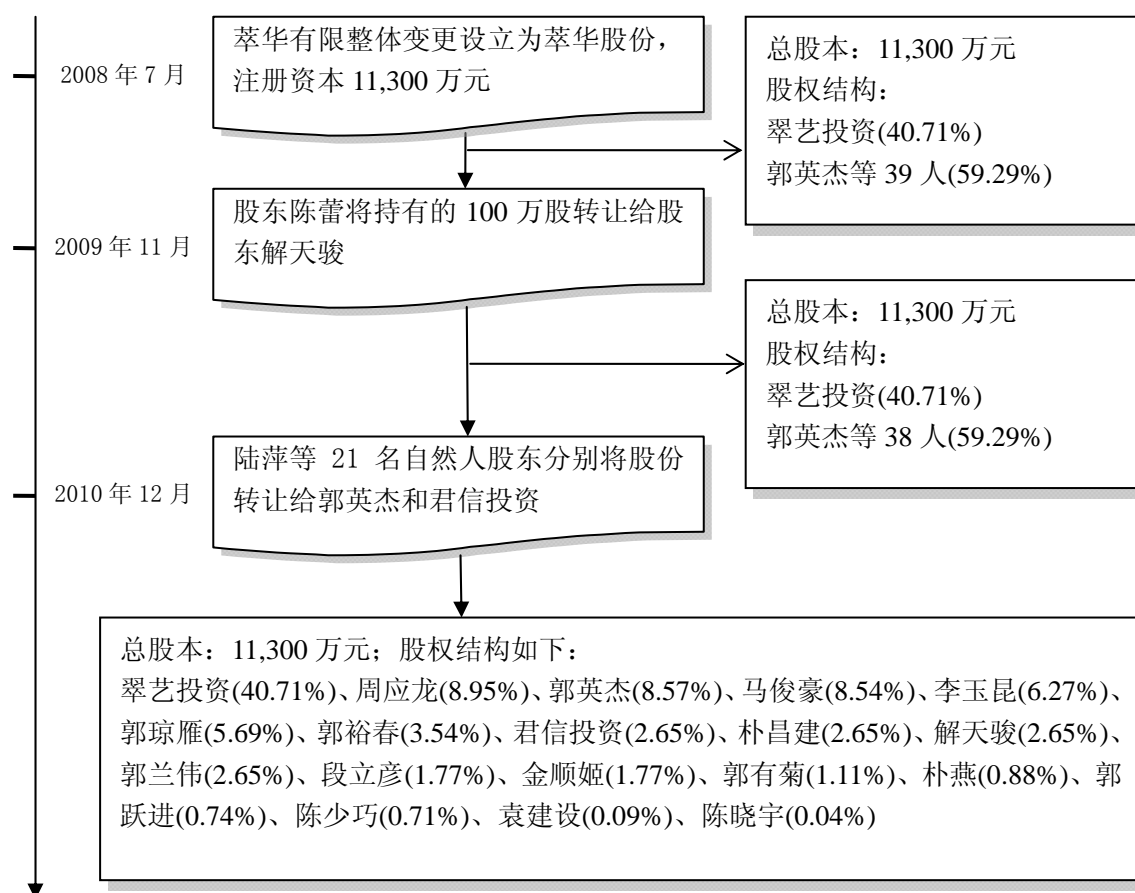 萃华有限整体变更设立为萃华股份，
注册资本 11,300 万元
2008 年 7 月
总股本：11,300 万元
股权结构：
翠艺投资(40.71%)
郭英杰等 39 人(59.29%)
股东陈蕾将持有的 100 万股转让给股
东解天骏
2009 年 11 月
总股本：11,300 万元
股权结构：
翠艺投资(40.71%)
郭英杰等 38 人(59.29%)
陆萍等 21 名自然人股东分别将股份
转让给郭英杰和君信投资
2010 年 12 月
总股本：11,300 万元；股权结构如下：
翠艺投资(40.71%)、周应龙(8.95%)、郭英杰(8.57%)、马俊豪(8.54%)、李玉昆(6.27%)、
郭琼雁(5.69%)、郭裕春(3.54%)、君信投资(2.65%)、朴昌建(2.65%)、解天骏(2.65%)、
郭兰伟(2.65%)、段立彦(1.77%)、金顺姬(1.77%)、郭有菊(1.11%)、朴燕(0.88%)、郭
跃进(0.74%)、陈少巧(0.71%)、袁建设(0.09%)、陈晓宇(0.04%)